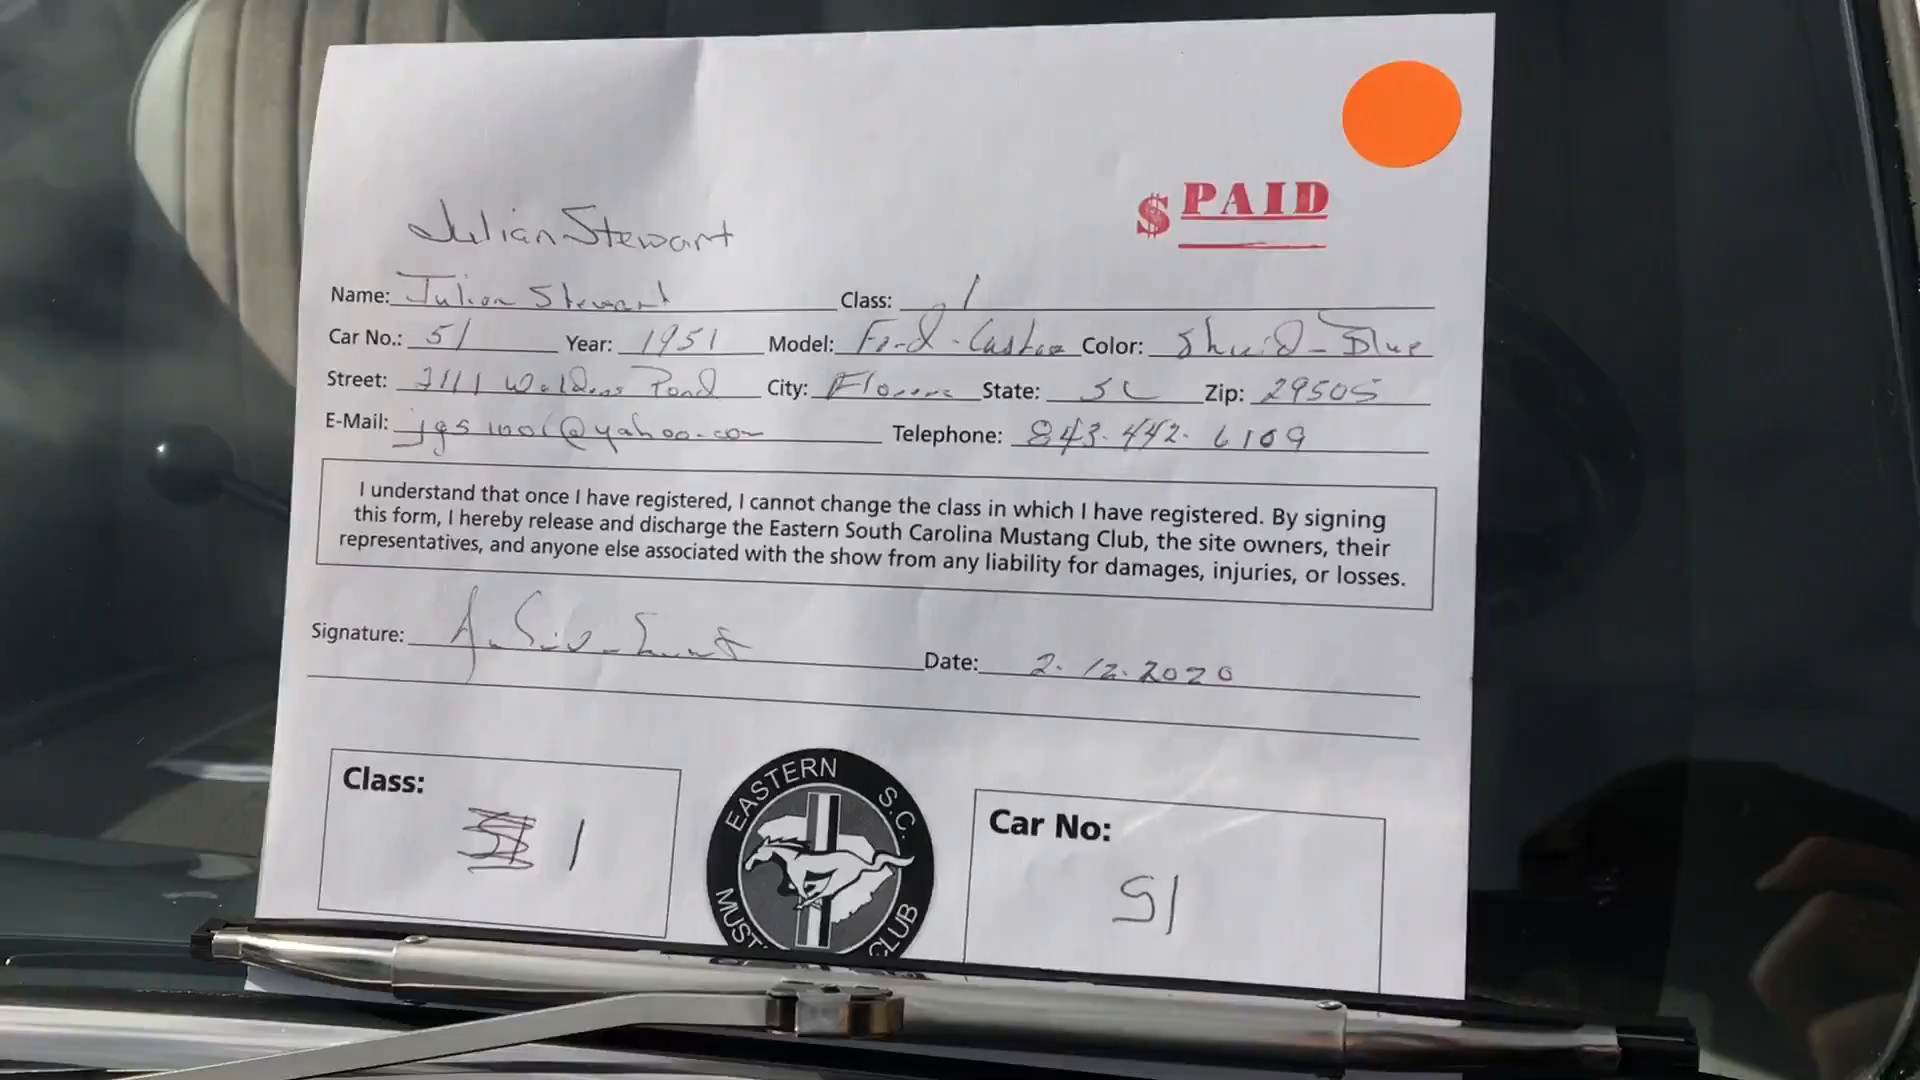 $ PAID
Julian Stewart
Name: Julian Stewart Class: 1
Car No.: 51 Year: 1951 Model: Ford - Color: Blue
Street: Pond City: State: SC Zip: 29505
E-Mail: Telephone: 843.442.6109
I understand that once I have registered, I cannot change the class in which I have registered. By signing
this form, I hereby release and discharge the Eastern South Carolina Mustang Club, the site owners, their
representatives, and anyone else associated with the show from any liability for damages, injuries, or losses.
Signature: Date: 2.12.2020
Class: 1
EASTERN S.C.
CLUB
Car No: 51